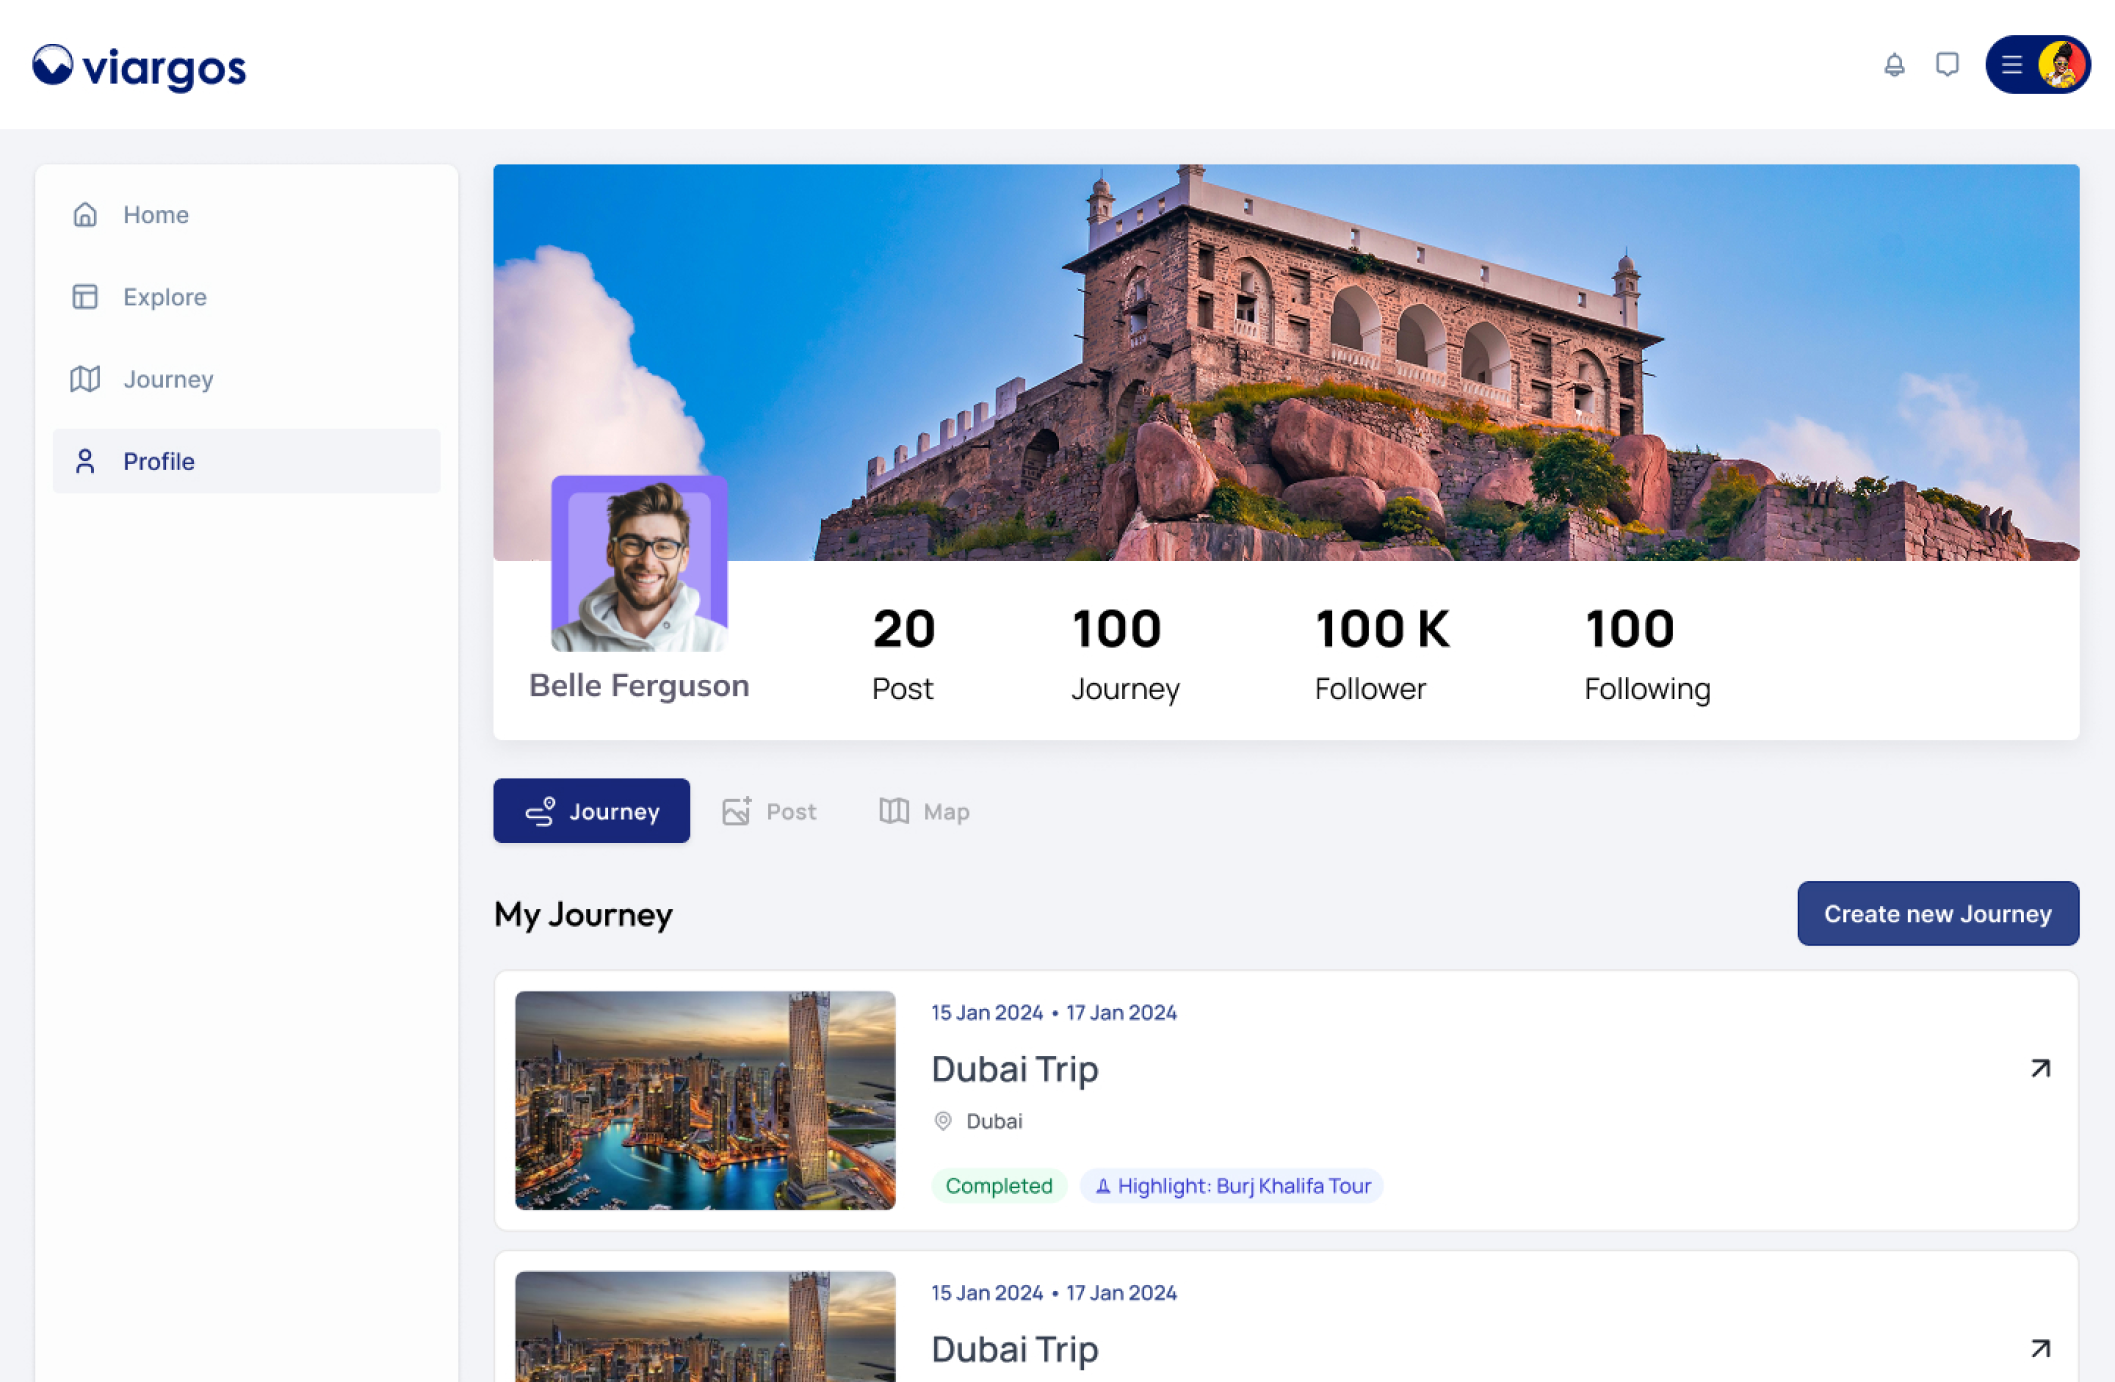 viargos
Home
Explore
Journey
Profile
Belle Ferguson
20
Post
100
Journey
100 K
Follower
100
Following
Journey
Post
Map
My Journey
Create new Journey
15 Jan 2024 • 17 Jan 2024
Dubai Trip
Dubai
Completed
Highlight: Burj Khalifa Tour
15 Jan 2024 • 17 Jan 2024
Dubai Trip